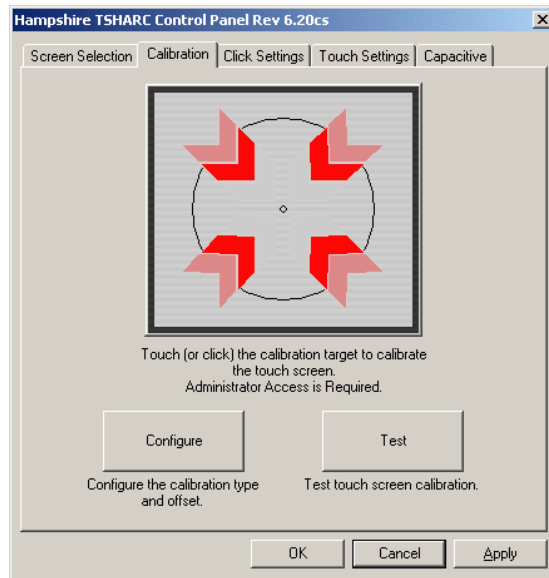 Hampshire TSHARC Control Panel Rev 6.20cs
Screen Selection Calibration Click Settings Touch Settings Capacitive
Touch (or click) the calibration target to calibrate
the touch screen.
Administrator Access is Required.
Configure Test
Configure the calibration type Test touch screen calibration.
and offset.
OK Cancel Apply